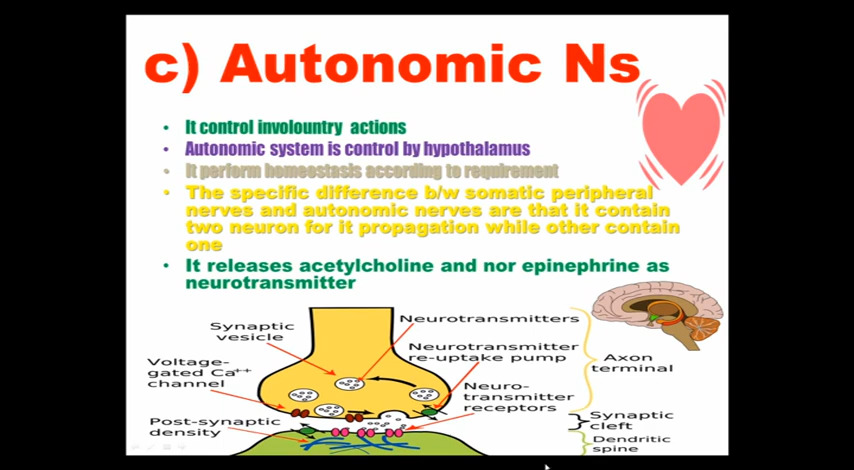 c) Autonomic Ns
It control involountry actions
Autonomic system is control by hypothalamus
It perform homeostasis according to requirement
The specific difference b/w somatic peripheral
nerves and autonomic nerves are that it contain
two neuron for it propagation while other contain
one
It releases acetylcholine and nor epinephrine as
neurotransmitter
Synaptic
vesicle
Neurotransmitters
Neurotransmitter
re-uptake pump
Axon
terminal
Voltage-
gated Ca++
channel
Neuro-
transmitter
receptors
Post-synaptic
density
Synaptic
cleft
Dendritic
spine